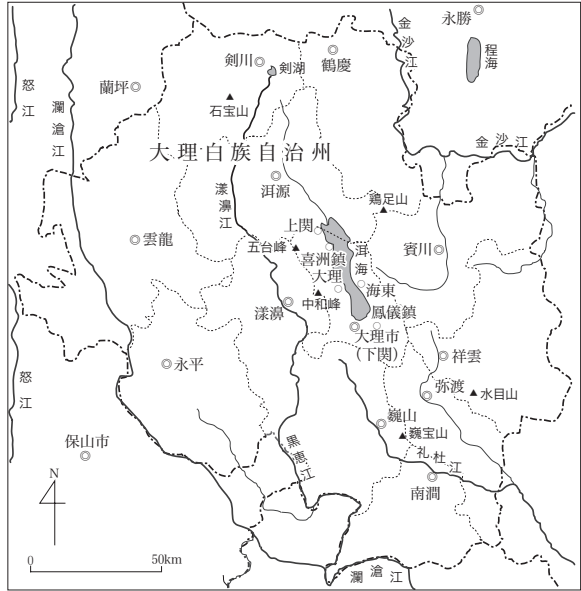 永勝
金沙江
程海
剣川
鶴慶
剣湖
蘭坪
怒江
瀾滄江
石宝山
金沙江
大理白族自治州
洱源
漾濞江
鶏足山
上関
雲龍
五台峰
洱海
賓川
喜洲鎮
大理
海東
中和峰
漾濞
鳳儀鎮
大理市
(下関)
祥雲
永平
怒江
弥渡
水目山
巍山
巍宝山
保山市
黒恵江
礼杜江
南澗
N
0
50km
瀾滄江